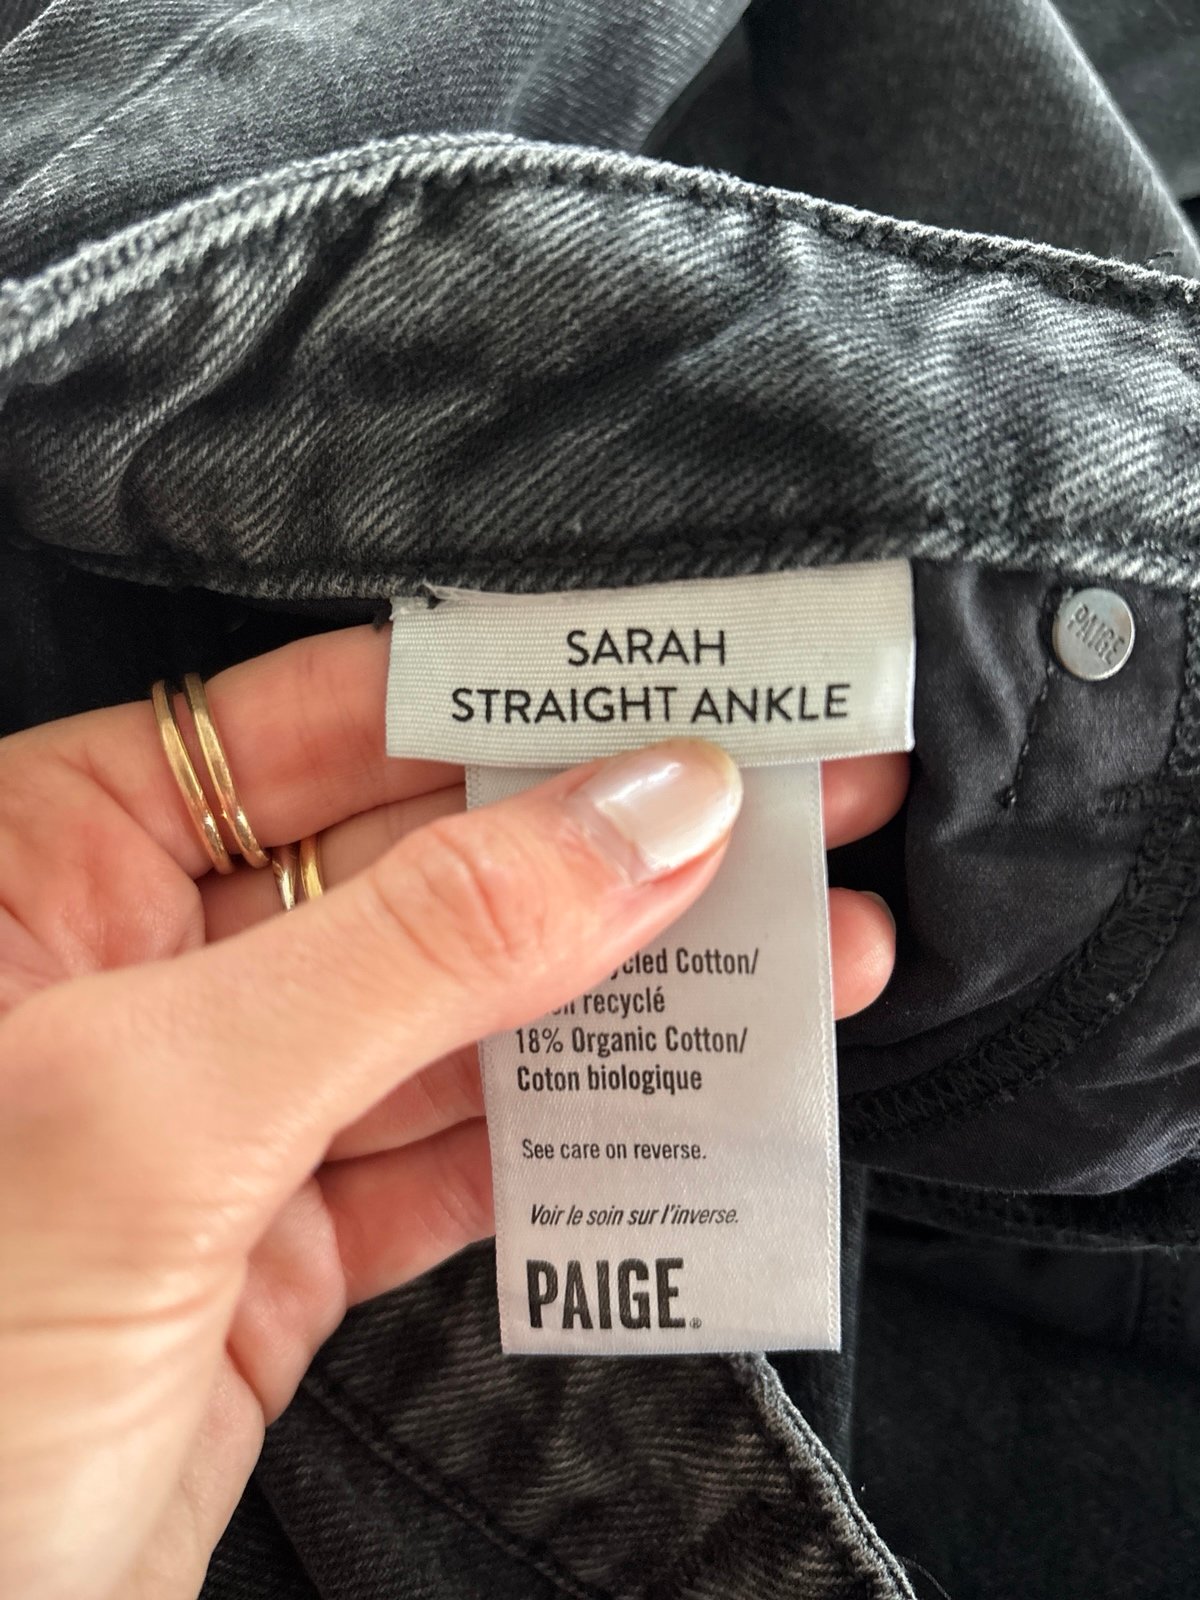 SARAH
STRAIGHT ANKLE
PAIGE
Cotton/
recyclé
18% Organic Cotton/
Coton biologique
See care on reverse.
Voir le soin sur l'inverse.
PAIGE®